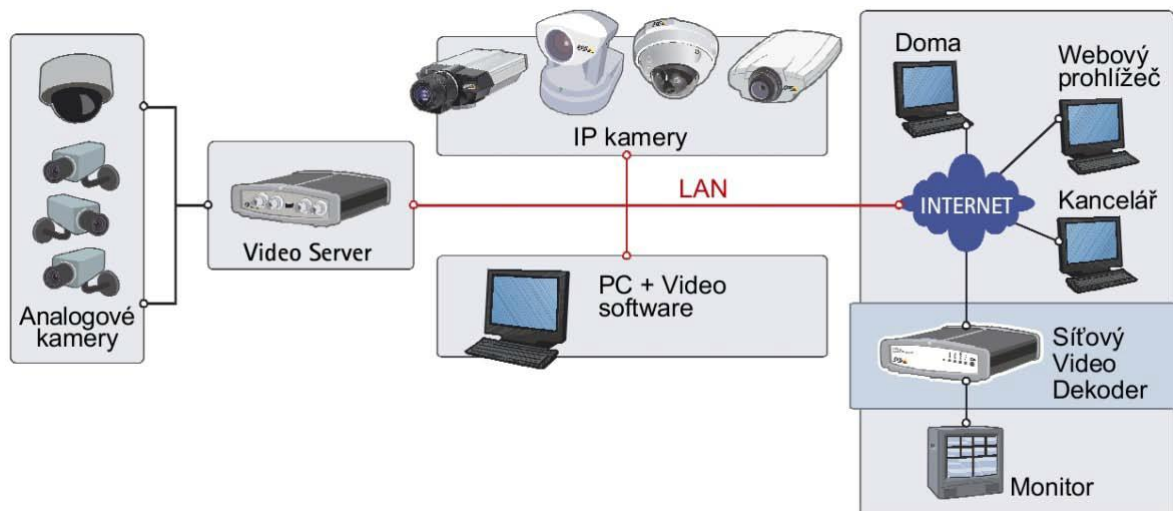 Analogové
kamery
Video Server
IP kamery
LAN
PC + Video
software
Doma
Webový
prohlížeč
INTERNET
Kancelář
Síťový
Video
Dekoder
Monitor